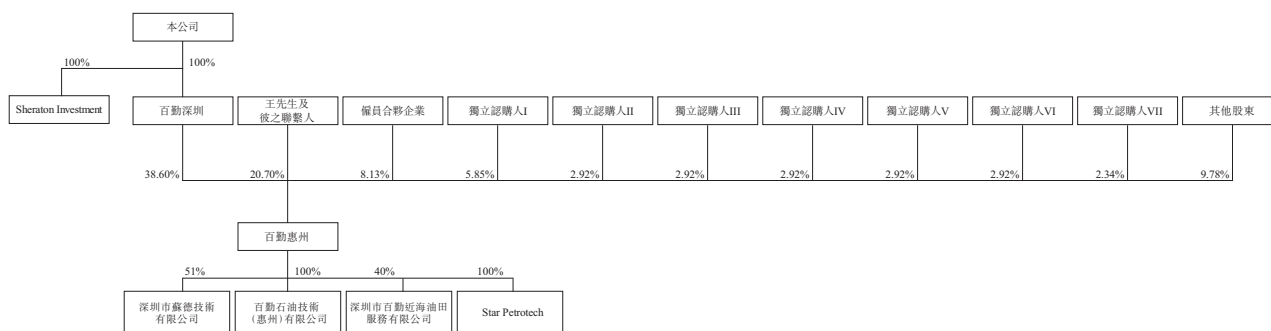 本公司
100%
100%
Sheraton Investment
百勤深圳
王先生及
彼之聯繫人
僱員合夥企業
獨立認購人I
獨立認購人II
獨立認購人III
獨立認購人IV
獨立認購人V
獨立認購人VI
獨立認購人VII
其他股東
38.60%
20.70%
8.13%
5.85%
2.92%
2.92%
2.92%
2.92%
2.92%
2.34%
9.78%
百勤惠州
51%
100%
40%
100%
深圳市蘇德技術
有限公司
百勤石油技術
(惠州)有限公司
深圳市百勤近海油田
服務有限公司
Star Petrotech